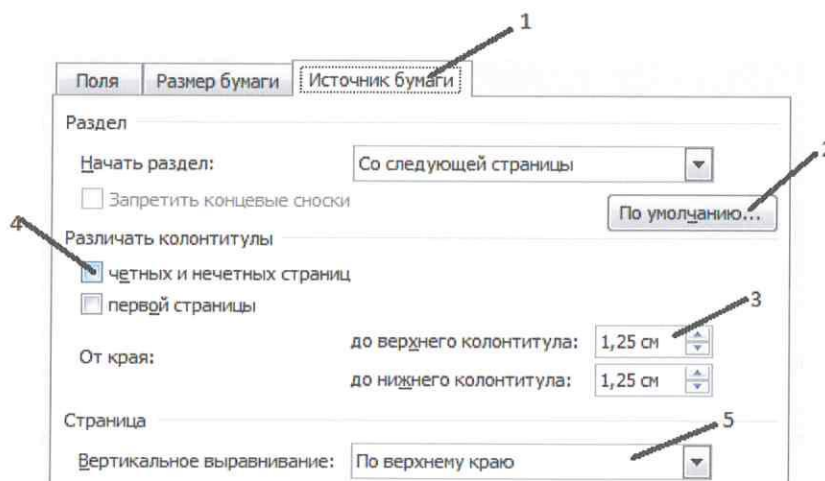 1
Поля Размер бумаги Источник бумаги
Раздел
Начать раздел: Со следующей страницы
2
Запретить концевые сноски
По умолчанию...
4
Различать колонтитулы
четных и нечетных страниц
первой страницы
3
От края:
до верхнего колонтитула: 1,25 см
до нижнего колонтитула: 1,25 см
Страница
5
Вертикальное выравнивание: По верхнему краю